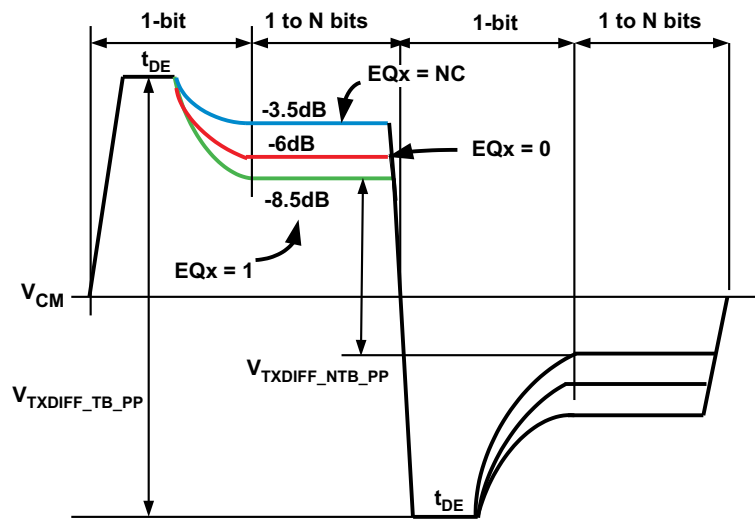 1-bit
1 to N bits
1-bit
1 to N bits
tDE
EQx = NC
-3.5dB
-6dB
EQx = 0
-8.5dB
EQx = 1
VCM
VTXDIFF_NTB_PP
VTXDIFF_TB_PP
tDE